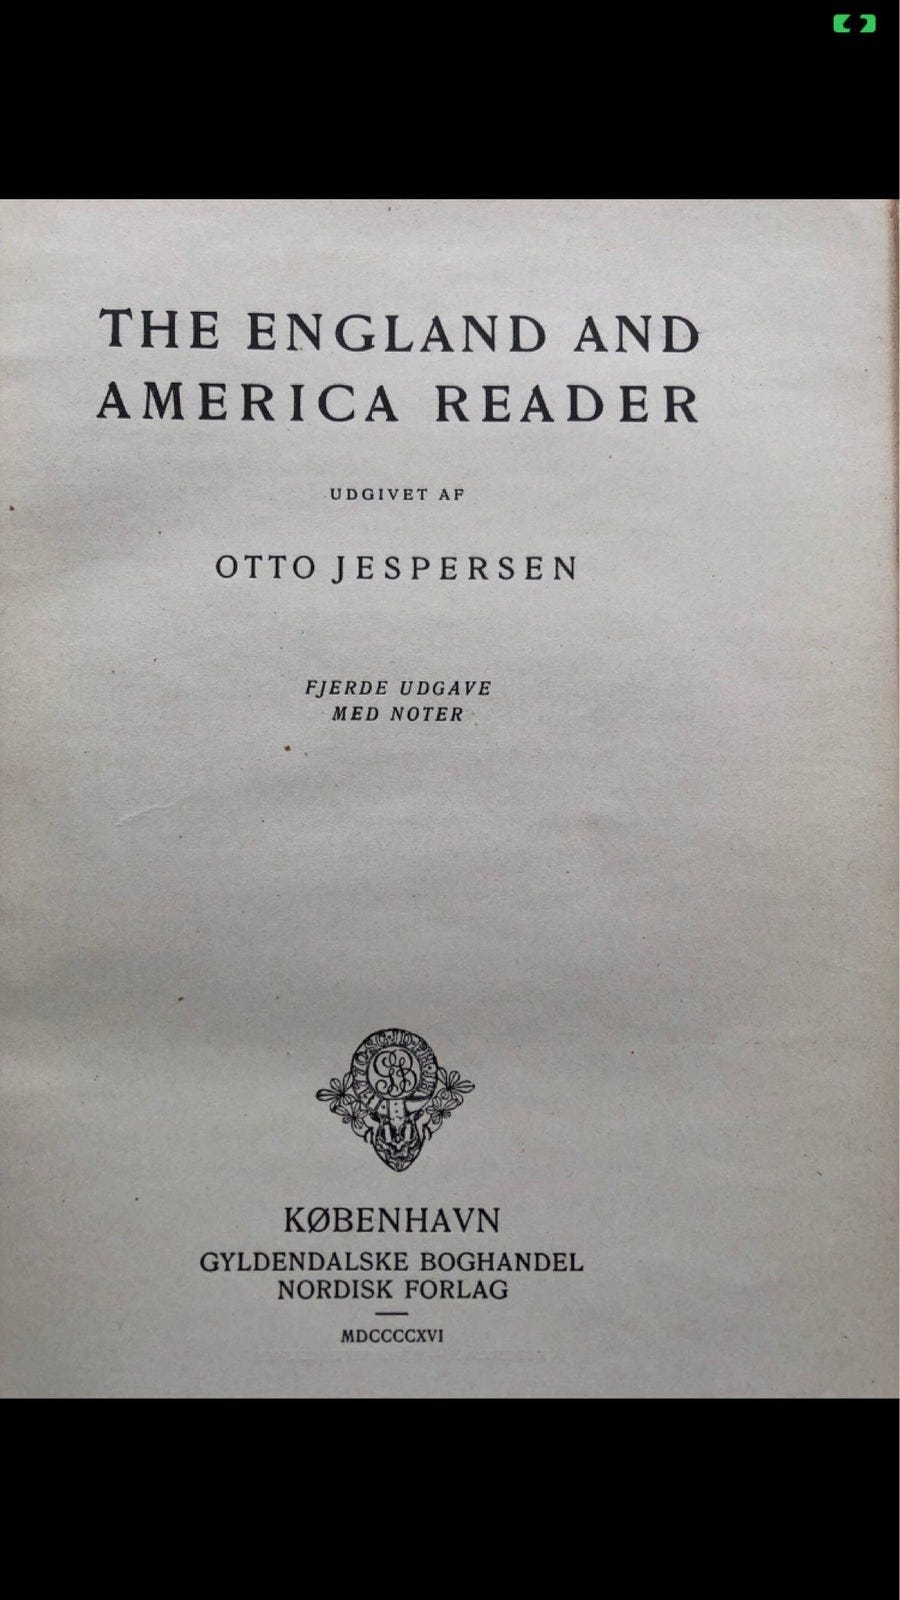 THE ENGLAND AND
AMERICA READER
UDGIVET AF
OTTO JESPERSEN
FJERDE UDGAVE
MED NOTER
KØBENHAVN
GYLDENDALSKE BOGHANDEL
NORDISK FORLAG
MDCCCCXVI